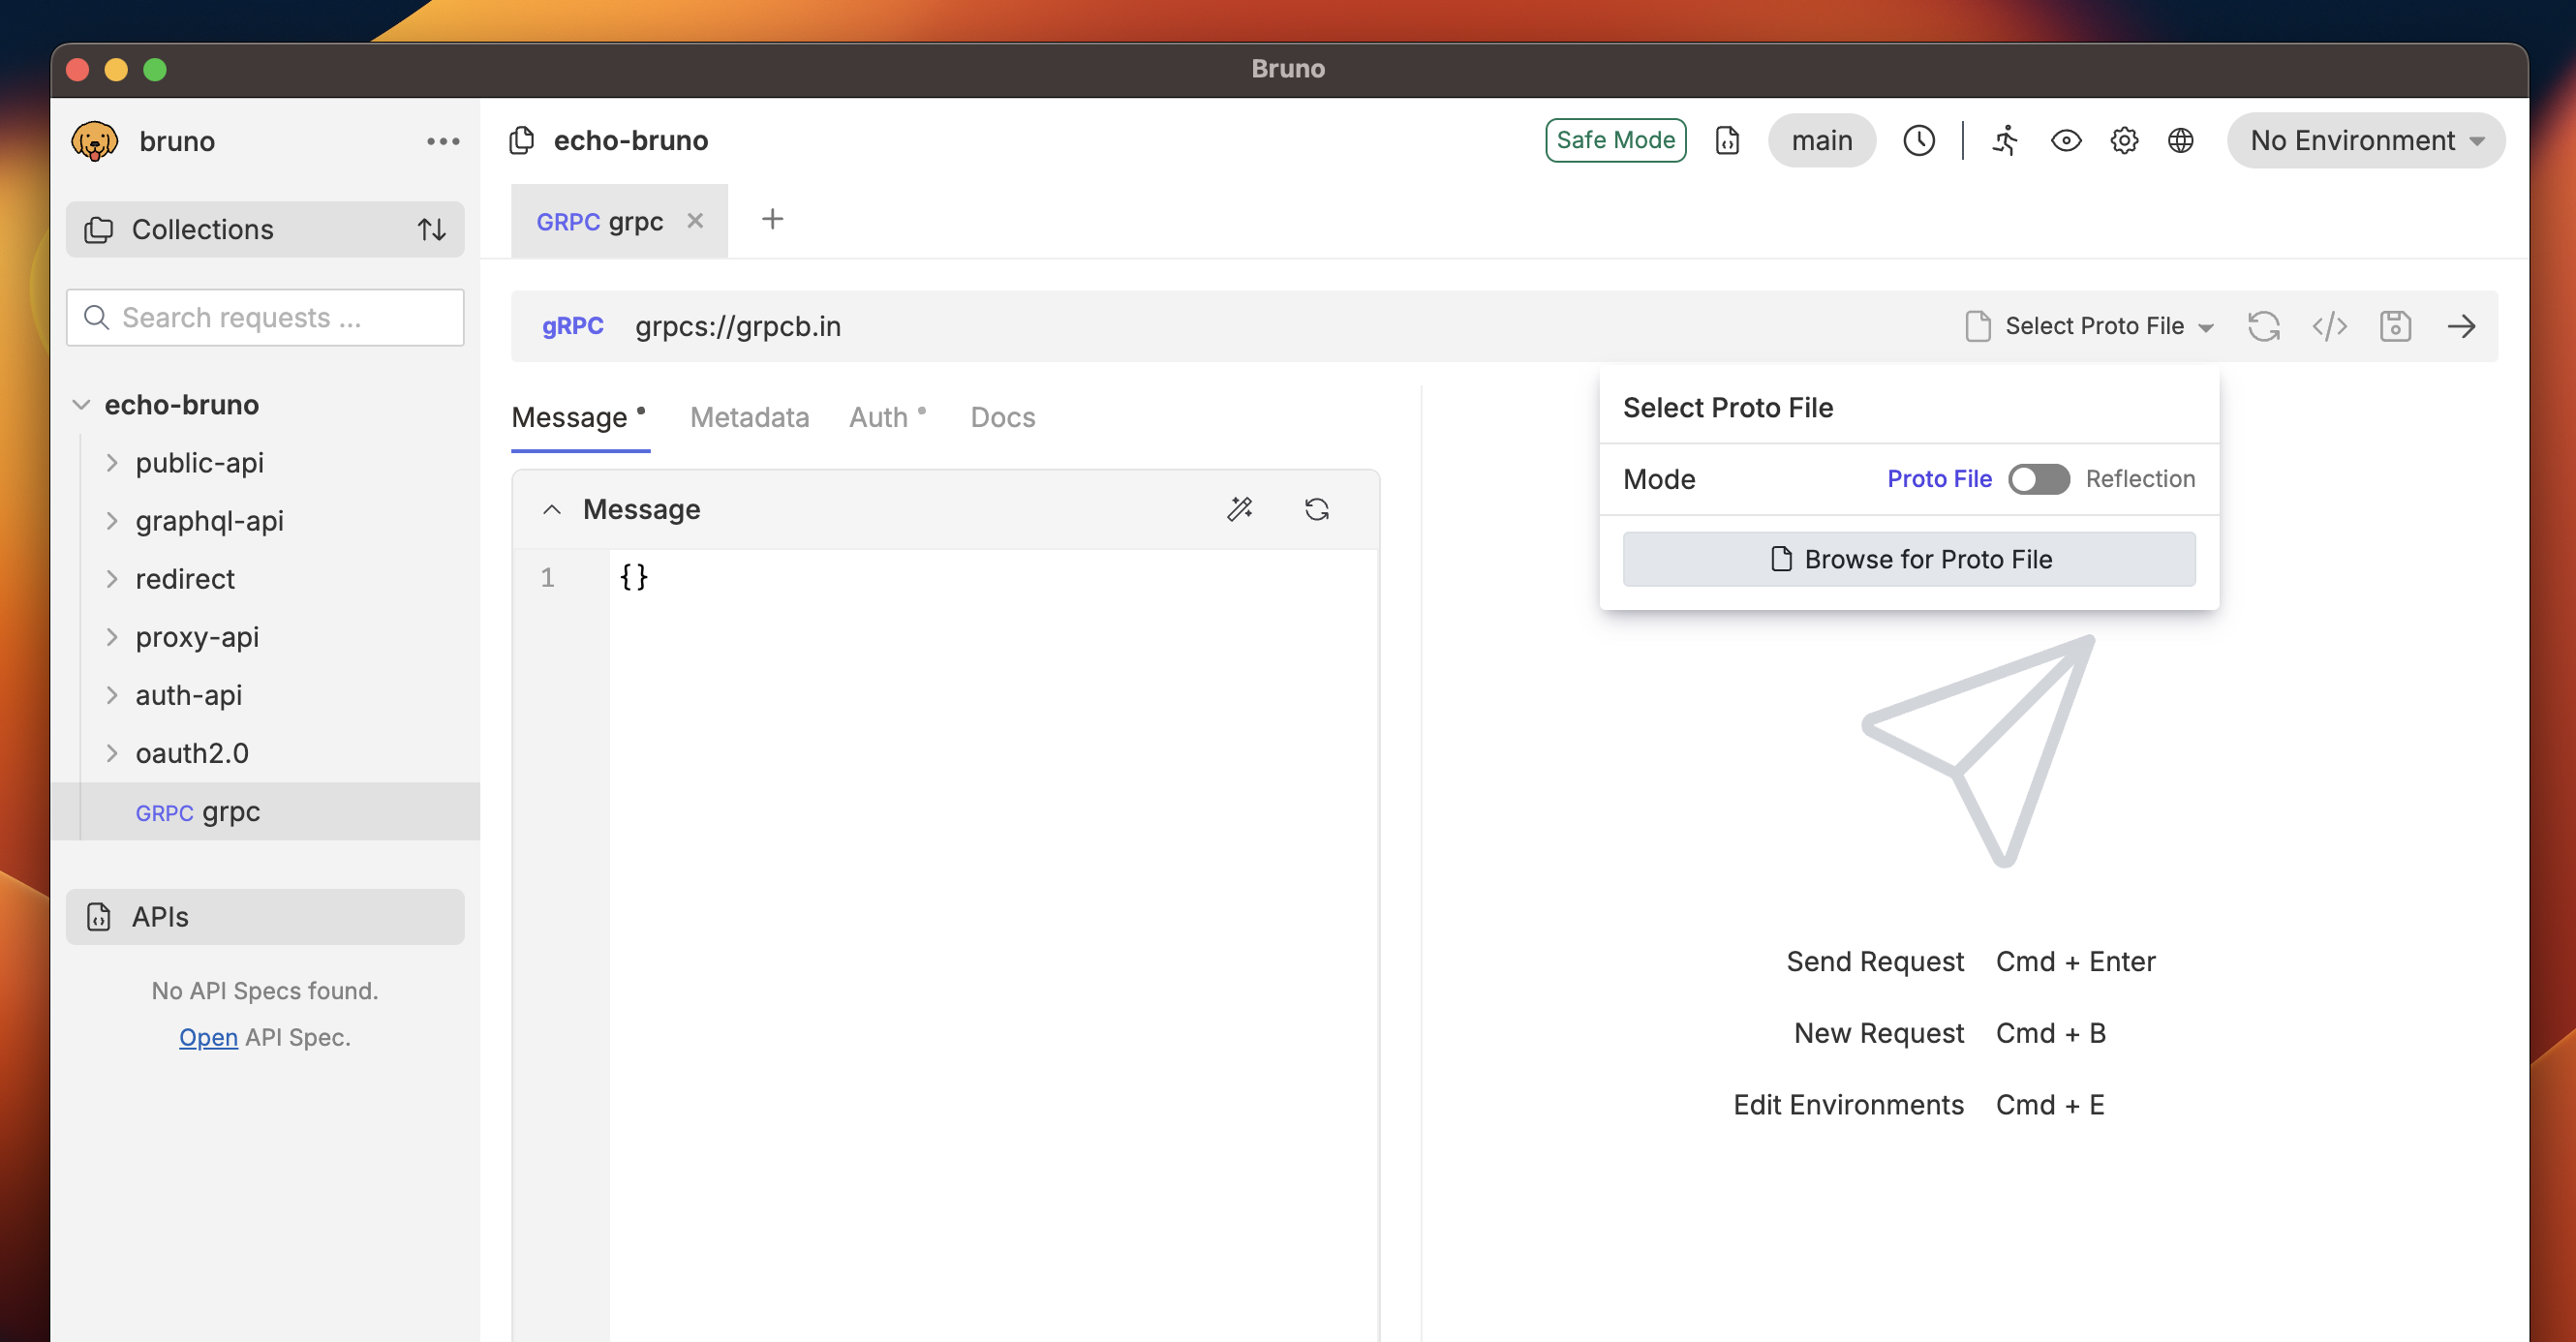 Bruno
bruno
echo-bruno
Safe Mode
main
No Environment
Collections
GRPC grpc
Search requests ...
gRPC grpcs://grpcb.in
Select Proto File
echo-bruno
public-api
graphql-api
redirect
proxy-api
auth-api
oauth2.0
GRPC grpc
APIs
No API Specs found.
Open API Spec.
Message Metadata Auth Docs
Message
1 {}
Select Proto File
Mode Proto File Reflection
Browse for Proto File
Send Request Cmd + Enter
New Request Cmd + B
Edit Environments Cmd + E